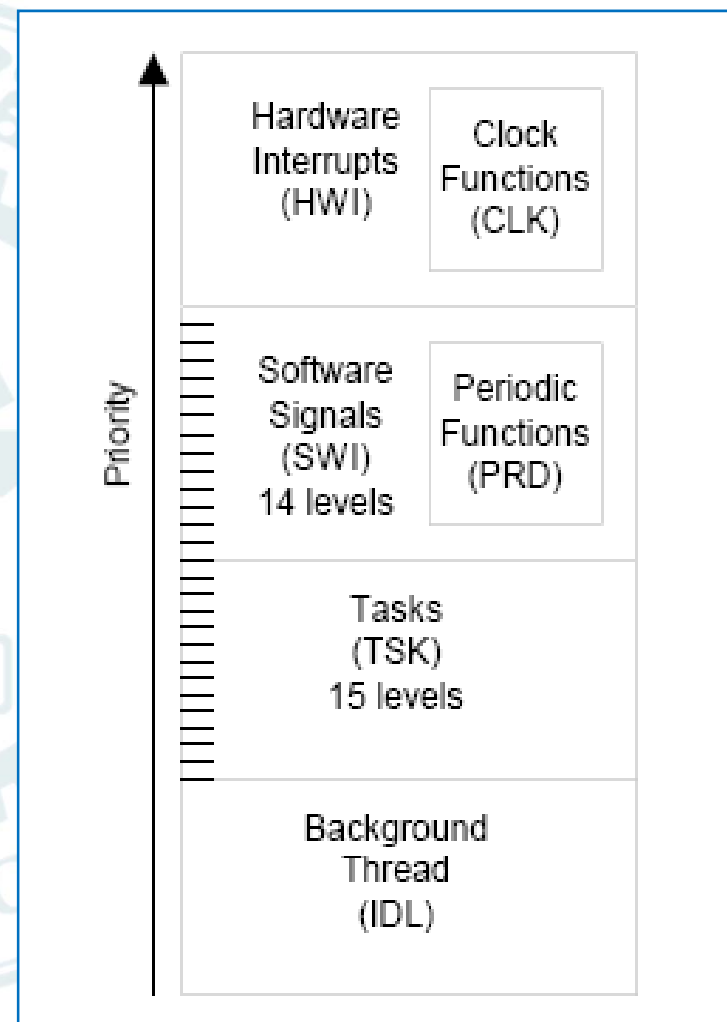 Priority
Hardware
Interrupts
(HWI)
Clock
Functions
(CLK)
Software
Signals
(SWI)
14 levels
Periodic
Functions
(PRD)
Tasks
(TSK)
15 levels
Background
Thread
(IDL)